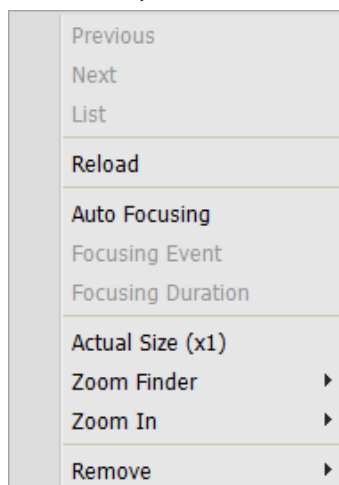 Previous
Next
List
Reload
Auto Focusing
Focusing Event
Focusing Duration
Actual Size (x1)
Zoom Finder
Zoom In
Remove